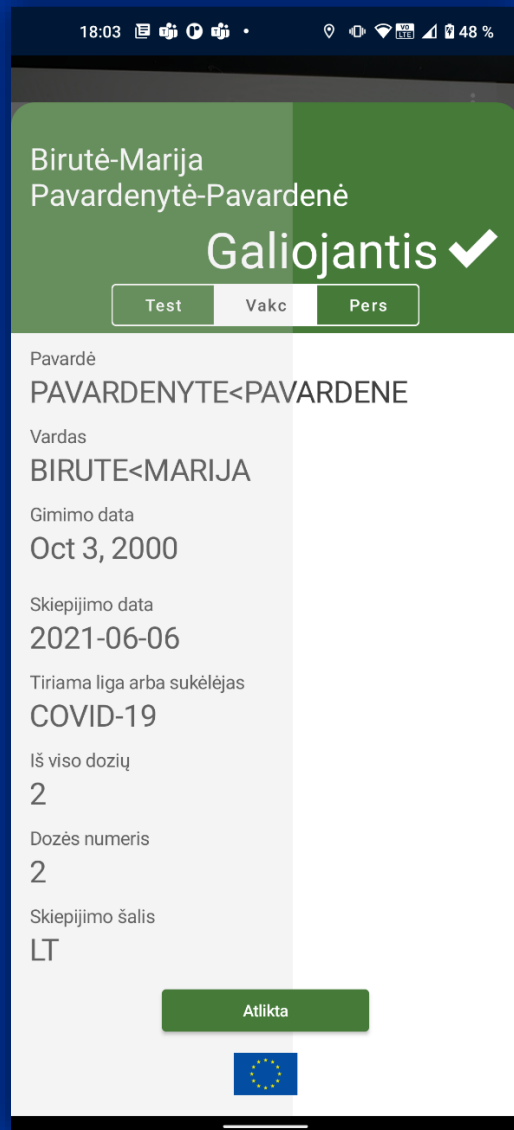 18:03 48 %
Birutė-Marija
Pavardenytė-Pavardenė
Galiojantis
Test Vakc Pers
Pavardė
PAVARDENYTE<PAVARDENE
Vardas
BIRUTE<MARIJA
Gimimo data
Oct 3, 2000
Skiepijimo data
2021-06-06
Tiriama liga arba sukėlėjas
COVID-19
Iš viso dozių
2
Dozės numeris
2
Skiepijimo šalis
LT
Atlikta